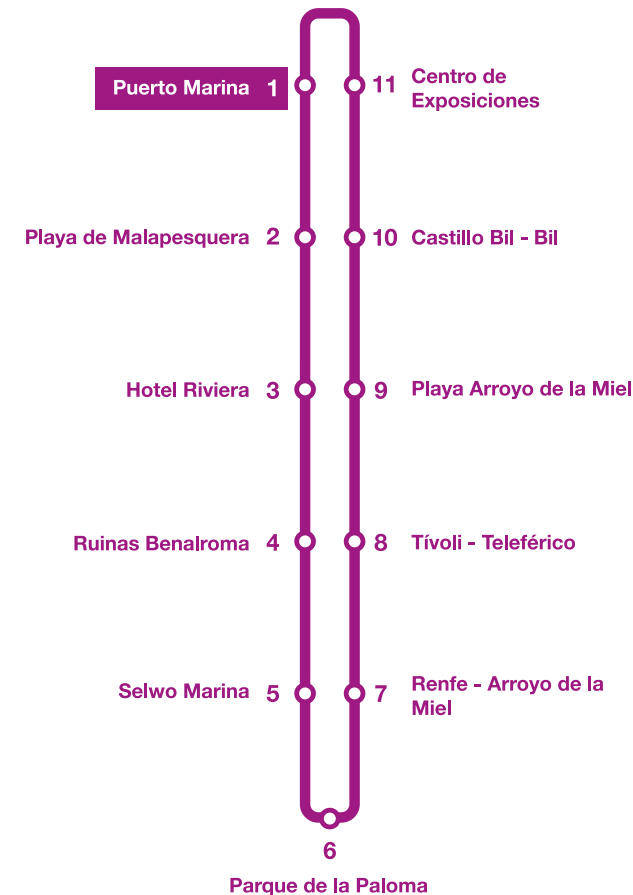 Puerto Marina 1
11 Centro de
Exposiciones
Playa de Malapesquera 2
10 Castillo Bil - Bil
Hotel Riviera 3
9 Playa Arroyo de la Miel
Ruinas Benalroma 4
8 Tívoli - Teleférico
Selwo Marina 5
7 Renfe - Arroyo de la
Miel
6
Parque de la Paloma